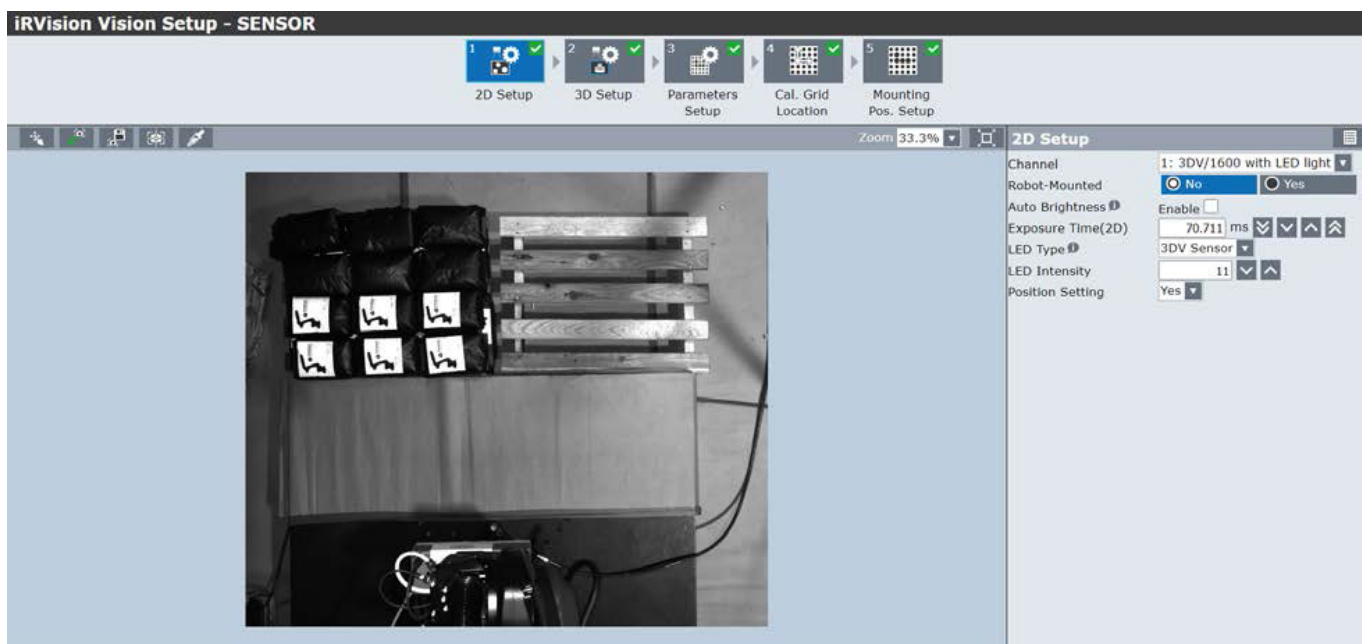 iRVision Vision Setup - SENSOR
1
2
3
4
5
2D Setup
3D Setup
Parameters
Setup
Cal. Grid
Location
Mounting
Pos. Setup
Zoom 33.3%
2D Setup
Channel 1: 3DV/1600 with LED light
Robot-Mounted No Yes
Auto Brightness Enable
Exposure Time(2D) 70.711 ms
LED Type 3DV Sensor
LED Intensity 11
Position Setting Yes